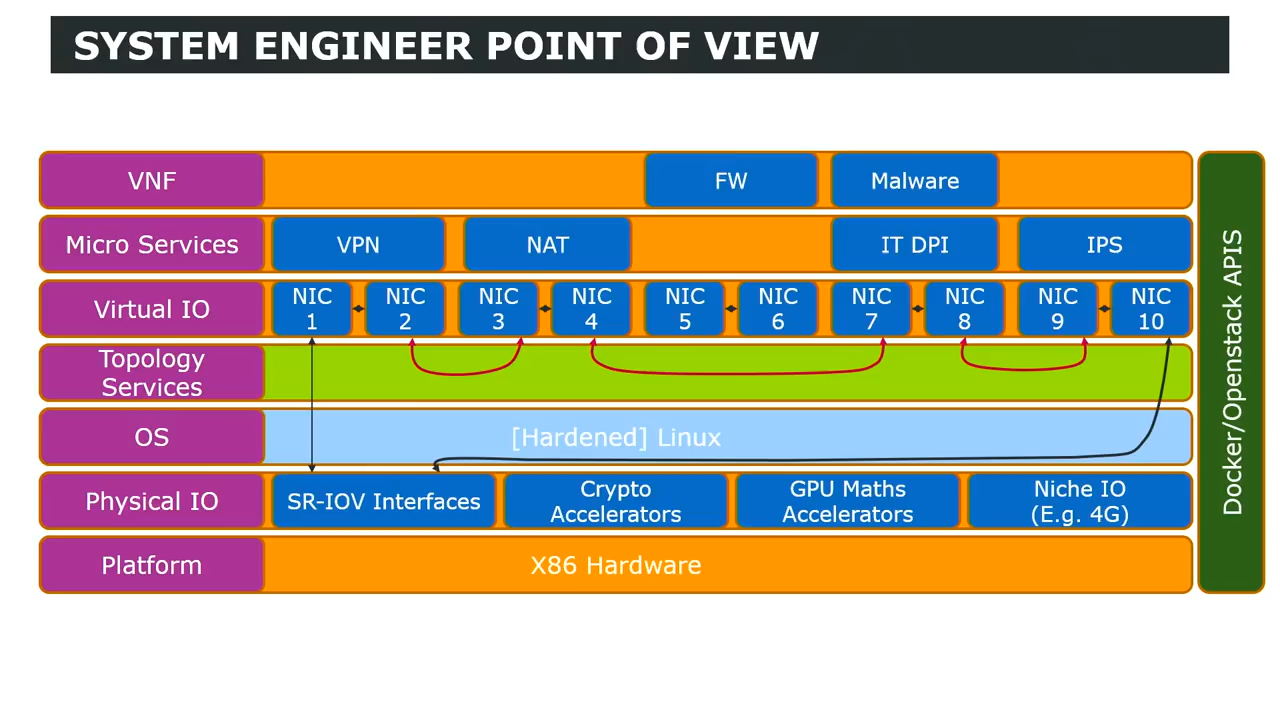 SYSTEM ENGINEER POINT OF VIEW
VNF
FW
Malware
Micro Services
VPN
NAT
IT DPI
IPS
Virtual IO
NIC
1
NIC
2
NIC
3
NIC
4
NIC
5
NIC
6
NIC
7
NIC
8
NIC
9
NIC
10
Topology
Services
OS
[Hardened] Linux
Physical IO
SR-IOV Interfaces
Crypto
Accelerators
GPU Maths
Accelerators
Niche IO
(E.g. 4G)
Platform
X86 Hardware
Docker/Openstack APIS